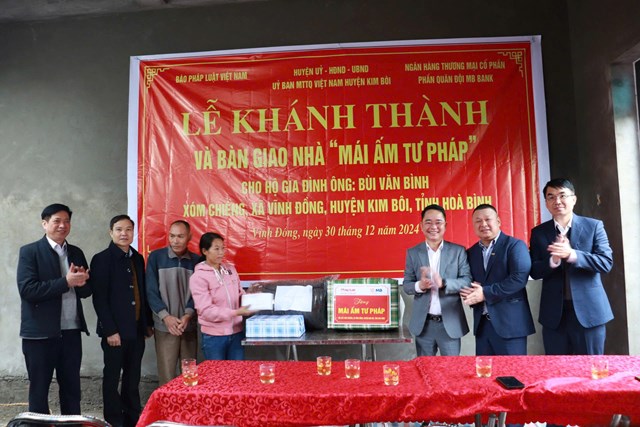 BÁO PHÁP LUẬT VIỆT NAM
HUYỆN UỶ - HĐND - UBND
UỶ BAN MTTQ VIỆT NAM HUYỆN KIM BÔI
NGÂN HÀNG THƯƠNG MẠI CỔ PHẦN
PHẦN QUÂN ĐỘI MB BANK
LỄ KHÁNH THÀNH
VÀ BÀN GIAO NHÀ “MÁI ẤM TƯ PHÁP”
CHO HỘ GIA ĐÌNH ÔNG: BÙI VĂN BÌNH
XÓM CHIỀNG, XÃ VĨNH ĐỒNG, HUYỆN KIM BÔI, TỈNH HOÀ BÌNH
Vĩnh Đồng, ngày 30 tháng 12 năm 2024
MÁI ẤM TƯ PHÁP